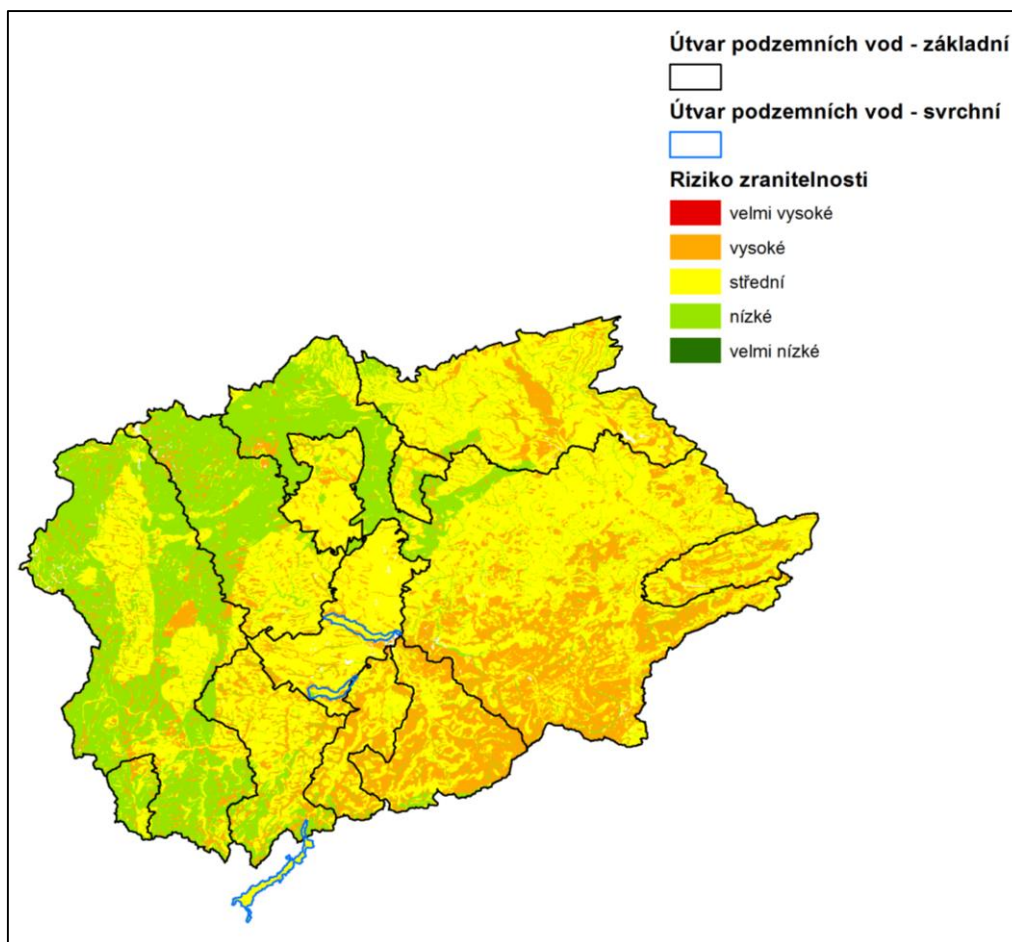 Útvar podzemních vod - základní
Útvar podzemních vod - svrchní
Riziko zranitelnosti
velmi vysoké
vysoké
střední
nízké
velmi nízké